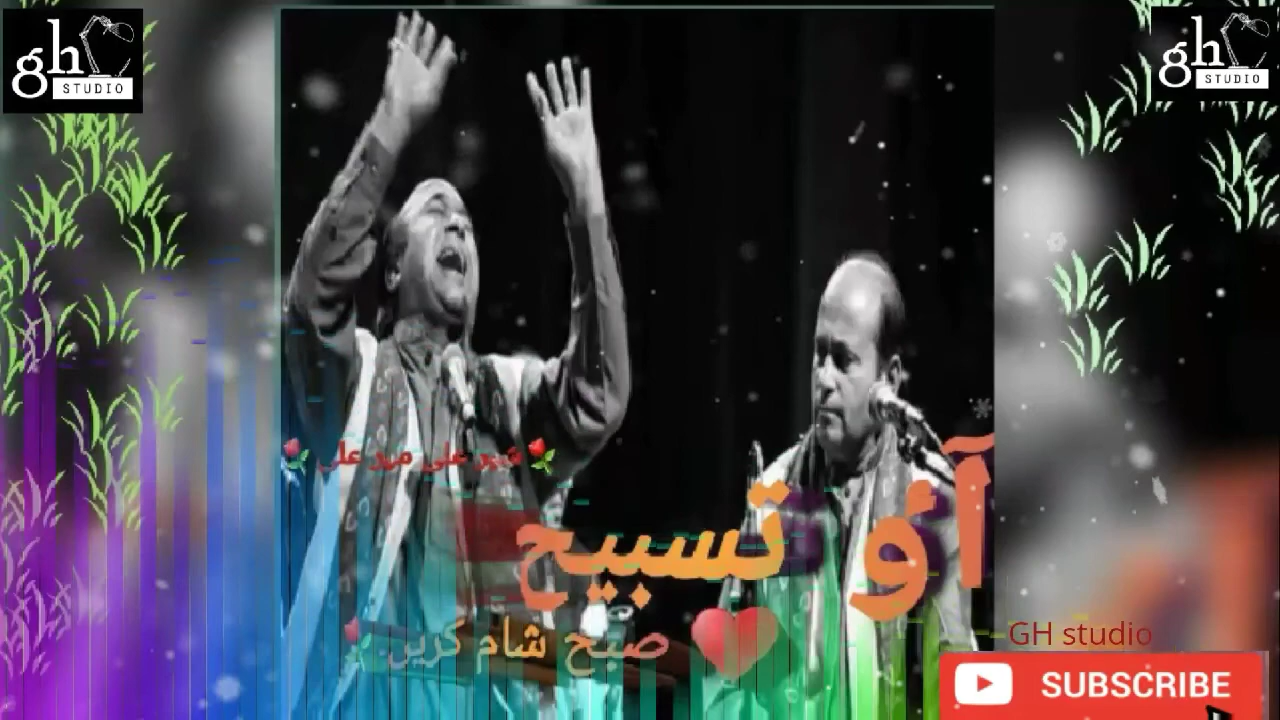 gh
STUDIO
gh
STUDIO
شیر علی مہر علی
آؤ تسبیح
صبح شام کریں
GH studio
SUBSCRIBE